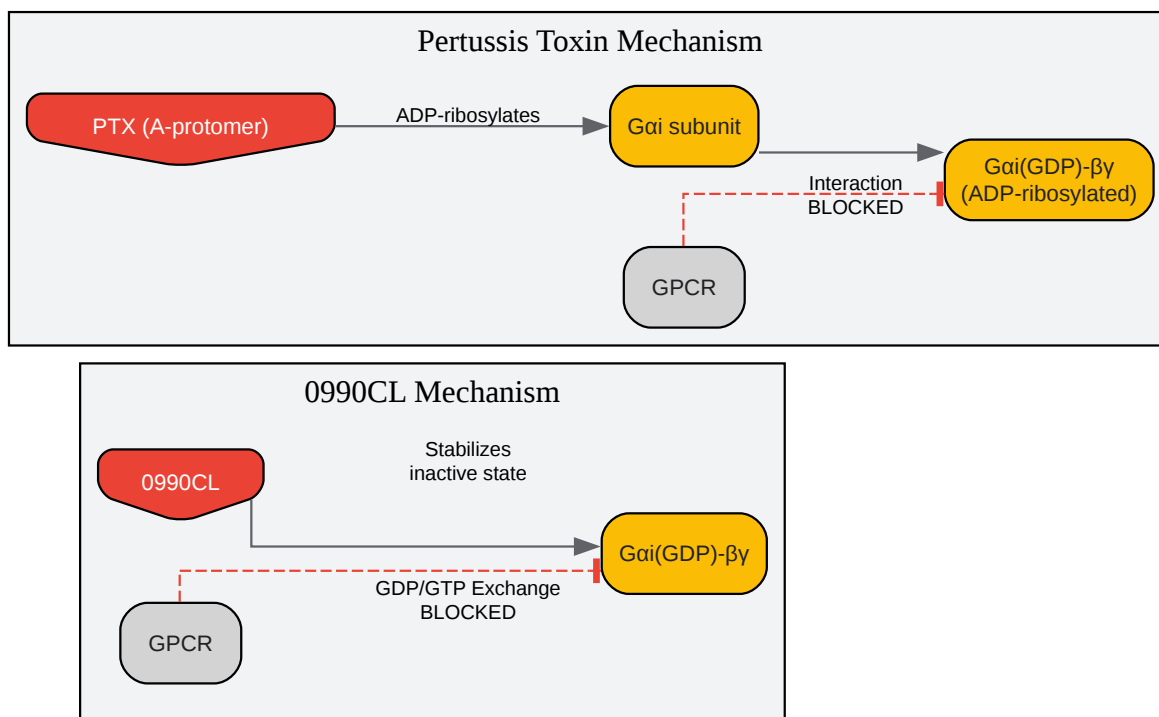 Pertussis Toxin Mechanism
PTX (A-protomer)
ADP-ribosylates
Gαi subunit
Gαi(GDP)-βγ
(ADP-ribosylated)
Interaction
BLOCKED
GPCR
0990CL Mechanism
Stabilizes
inactive state
0990CL
Gαi(GDP)-βγ
GDP/GTP Exchange
BLOCKED
GPCR